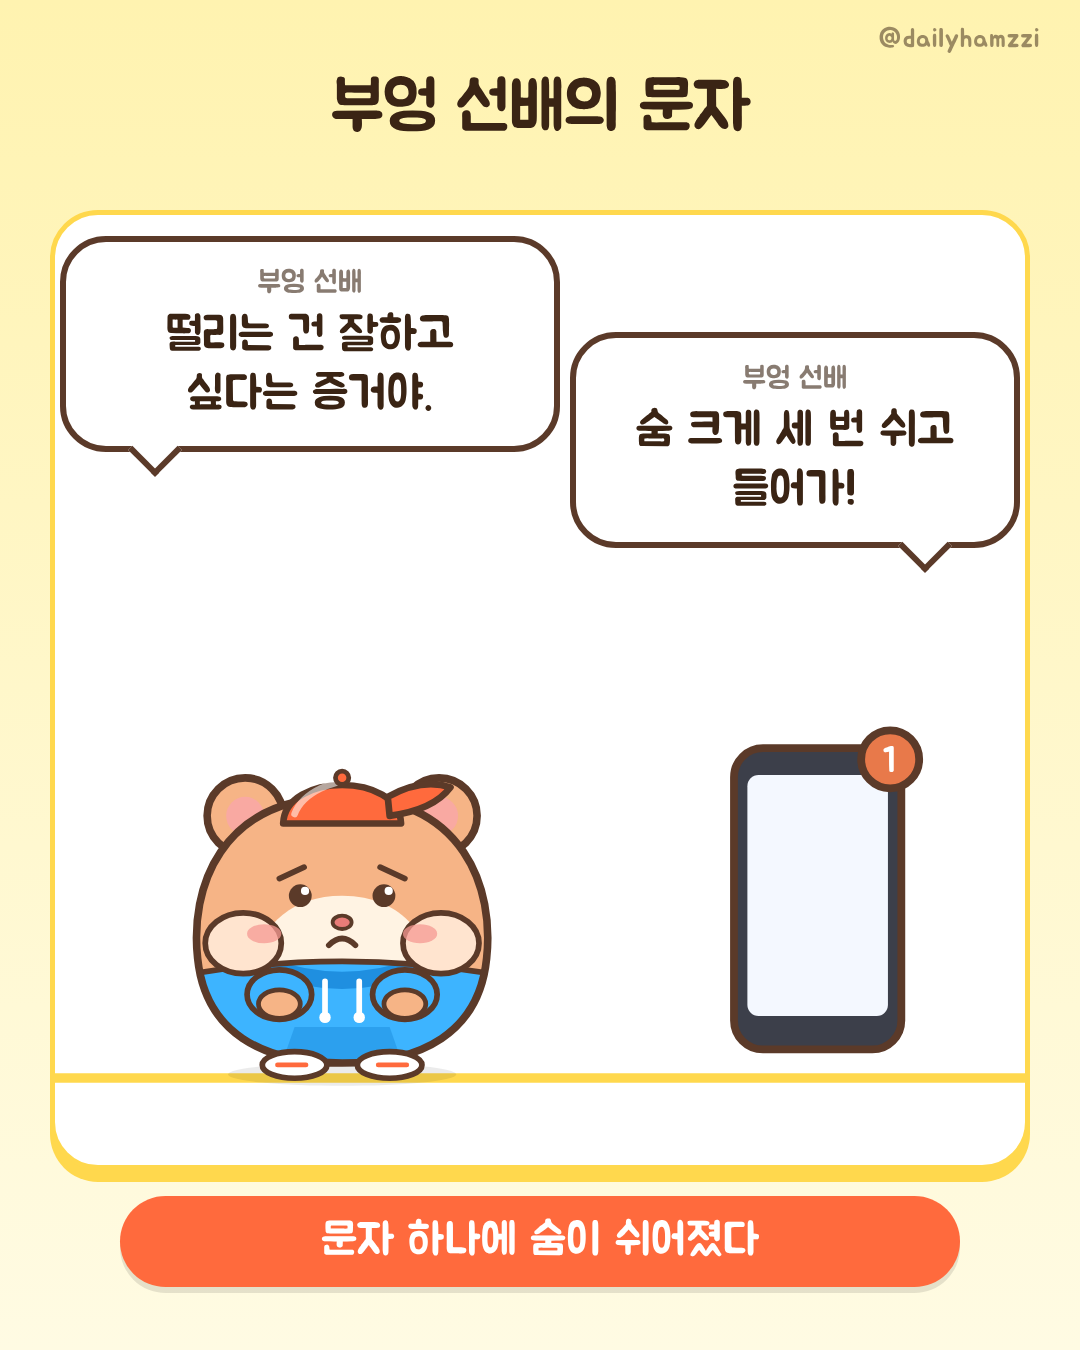 @dailyhamzzi
부엉 선배의 문자
부엉 선배
떨리는 건 잘하고
싶다는 증거야.
부엉 선배
숨 크게 세 번 쉬고
들어가!
1
문자 하나에 숨이 쉬어졌다